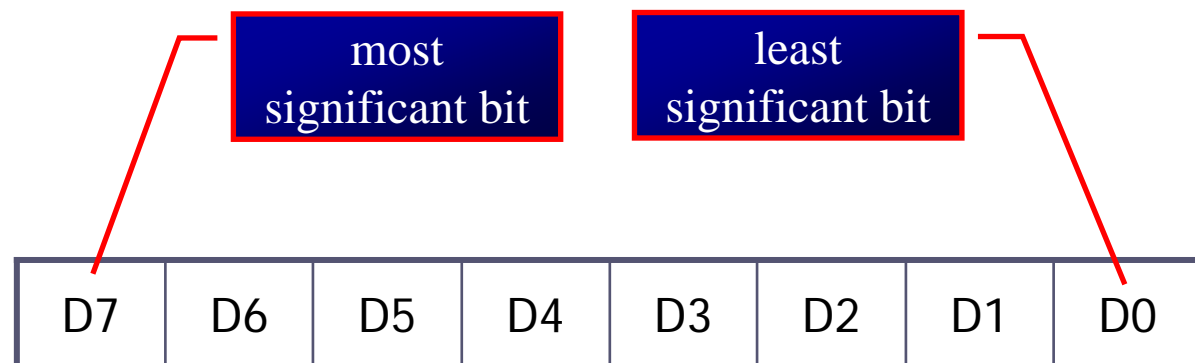 most
significant bit
least
significant bit
D7 D6 D5 D4 D3 D2 D1 D0